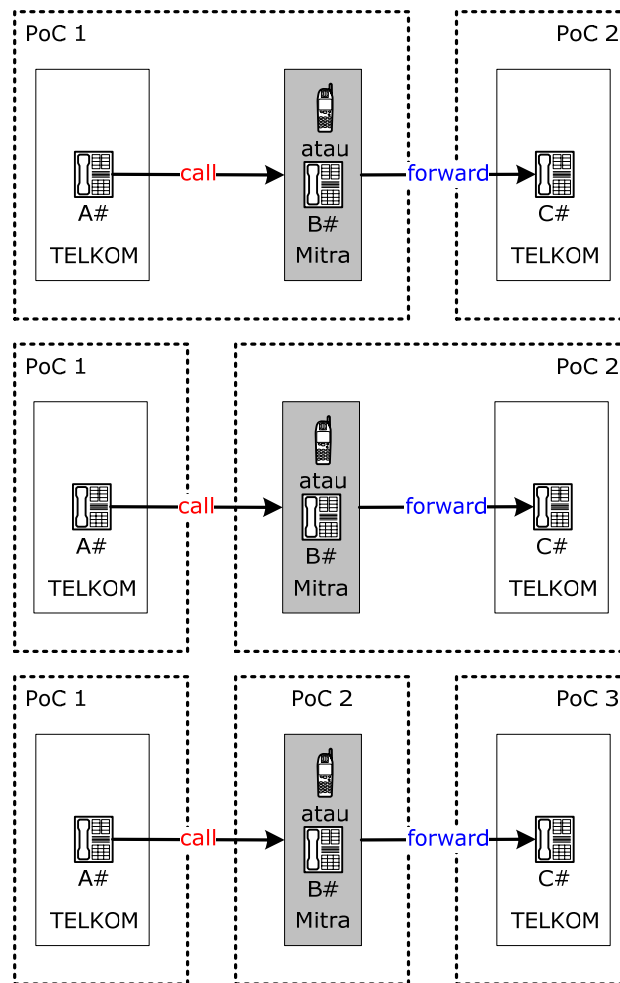 PoC 1
PoC 2
atau
call
forward
A#
B#
C#
TELKOM
Mitra
TELKOM
PoC 1
PoC 2
atau
call
forward
A#
B#
C#
TELKOM
Mitra
TELKOM
PoC 1
PoC 2
PoC 3
atau
call
forward
A#
B#
C#
TELKOM
Mitra
TELKOM